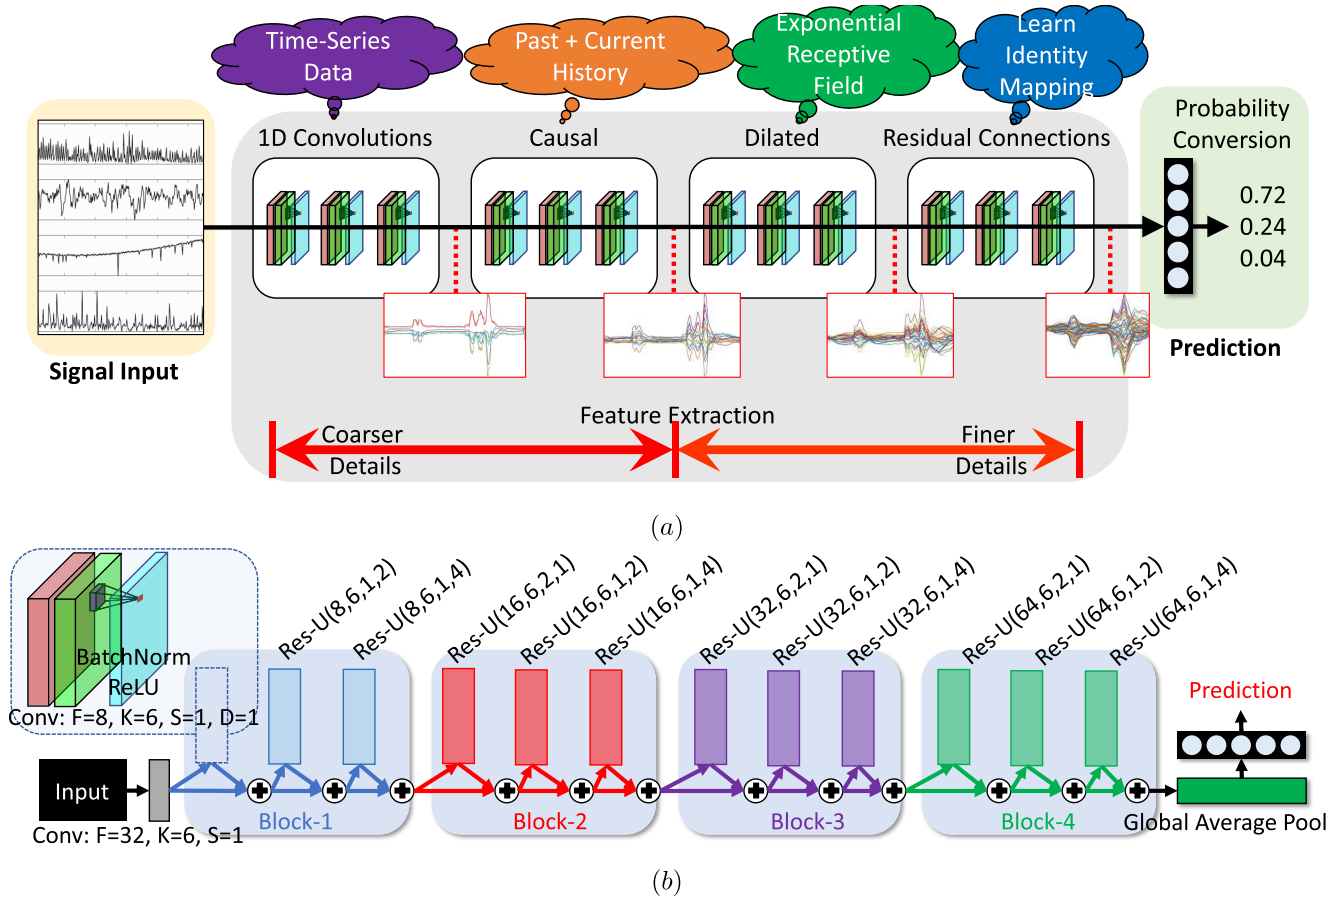 Time-Series
Data
Past + Current
History
Exponential
Receptive
Field
Learn
Identity
Mapping
1D Convolutions
Causal
Dilated
Residual Connections
Probability
Conversion
0.72
0.24
0.04
Signal Input
Prediction
Feature Extraction
Coarser
Details
Finer
Details
(a)
BatchNorm
ReLU
Conv: F=8, K=6, S=1, D=1
Res-U(8,6,1,2)
Res-U(8,6,1,4)
Res-U(16,6,2,1)
Res-U(16,6,1,2)
Res-U(16,6,1,4)
Res-U(32,6,2,1)
Res-U(32,6,1,2)
Res-U(32,6,1,4)
Res-U(64,6,2,1)
Res-U(64,6,1,2)
Res-U(64,6,1,4)
Prediction
Input
Conv: F=32, K=6, S=1
Block-1
Block-2
Block-3
Block-4
Global Average Pool
(b)